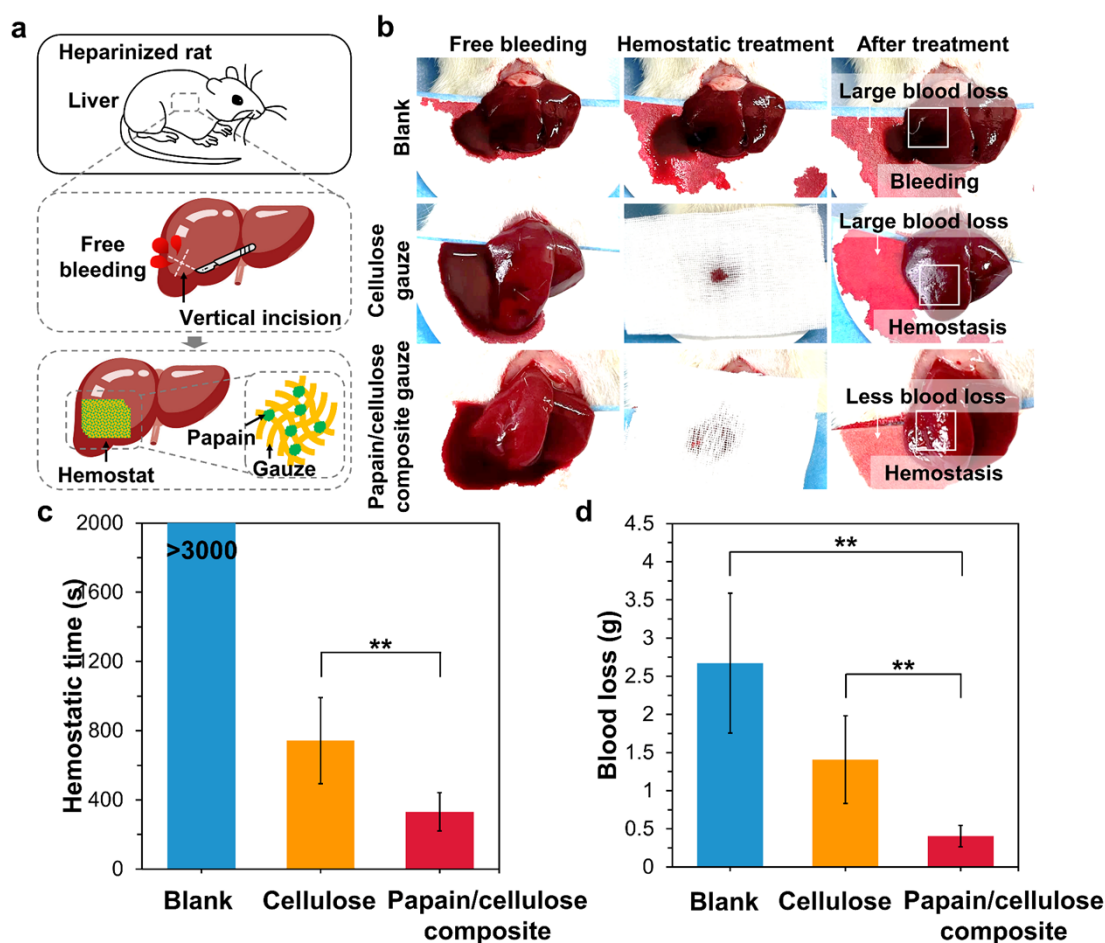 a
Heparinized rat
Liver
Free
bleeding
Vertical incision
Papain
Gauze
Hemostat
b
Free bleeding
Hemostatic treatment
After treatment
Blank
Large blood loss
Bleeding
Cellulose
gauze
Large blood loss
Hemostasis
Papain/cellulose
composite gauze
Less blood loss
Hemostasis
c
Hemostatic time (s)
2000
1600
1200
800
400
0
>3000
**
Blank
Cellulose
Papain/cellulose
composite
d
Blood loss (g)
4.5
4
3.5
3
2.5
2
1.5
1
0.5
0
**
**
Blank
Cellulose
Papain/cellulose
composite